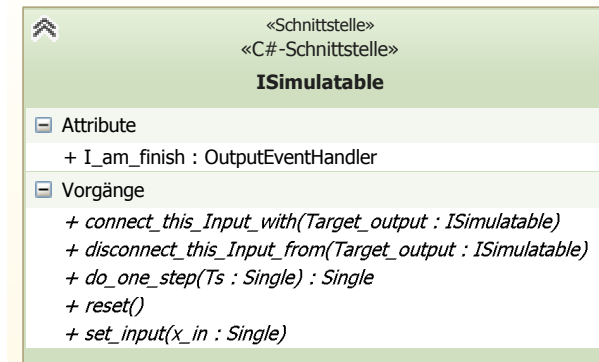 «Schnittstelle»
«C#-Schnittstelle»
ISimulatable
Attribute
+ I_am_finish : OutputEventHandler
Vorgänge
+ connect_this_Input_with(Target_output : ISimulatable)
+ disconnect_this_Input_from(Target_output : ISimulatable)
+ do_one_step(Ts : Single) : Single
+ reset()
+ set_input(x_in : Single)